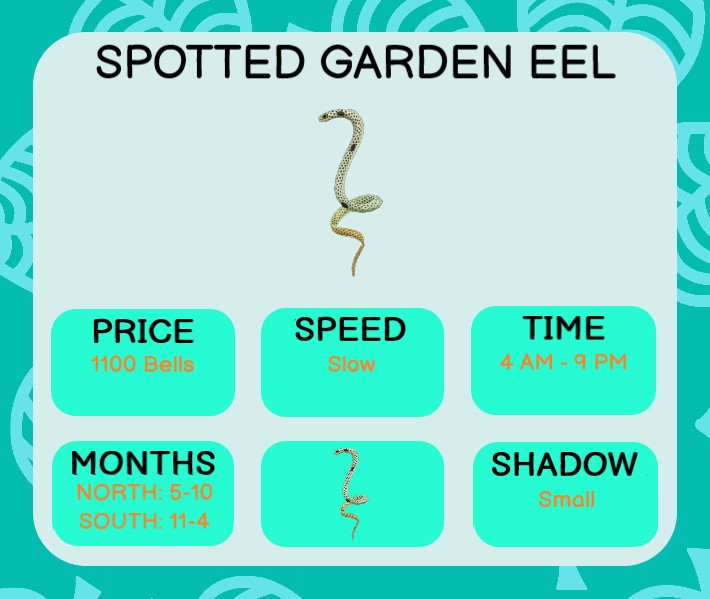 SPOTTED GARDEN EEL
PRICE
1100 Bells
SPEED
Slow
TIME
4 AM - 9 PM
MONTHS
NORTH: 5-10
SOUTH: 11-4
SHADOW
Small